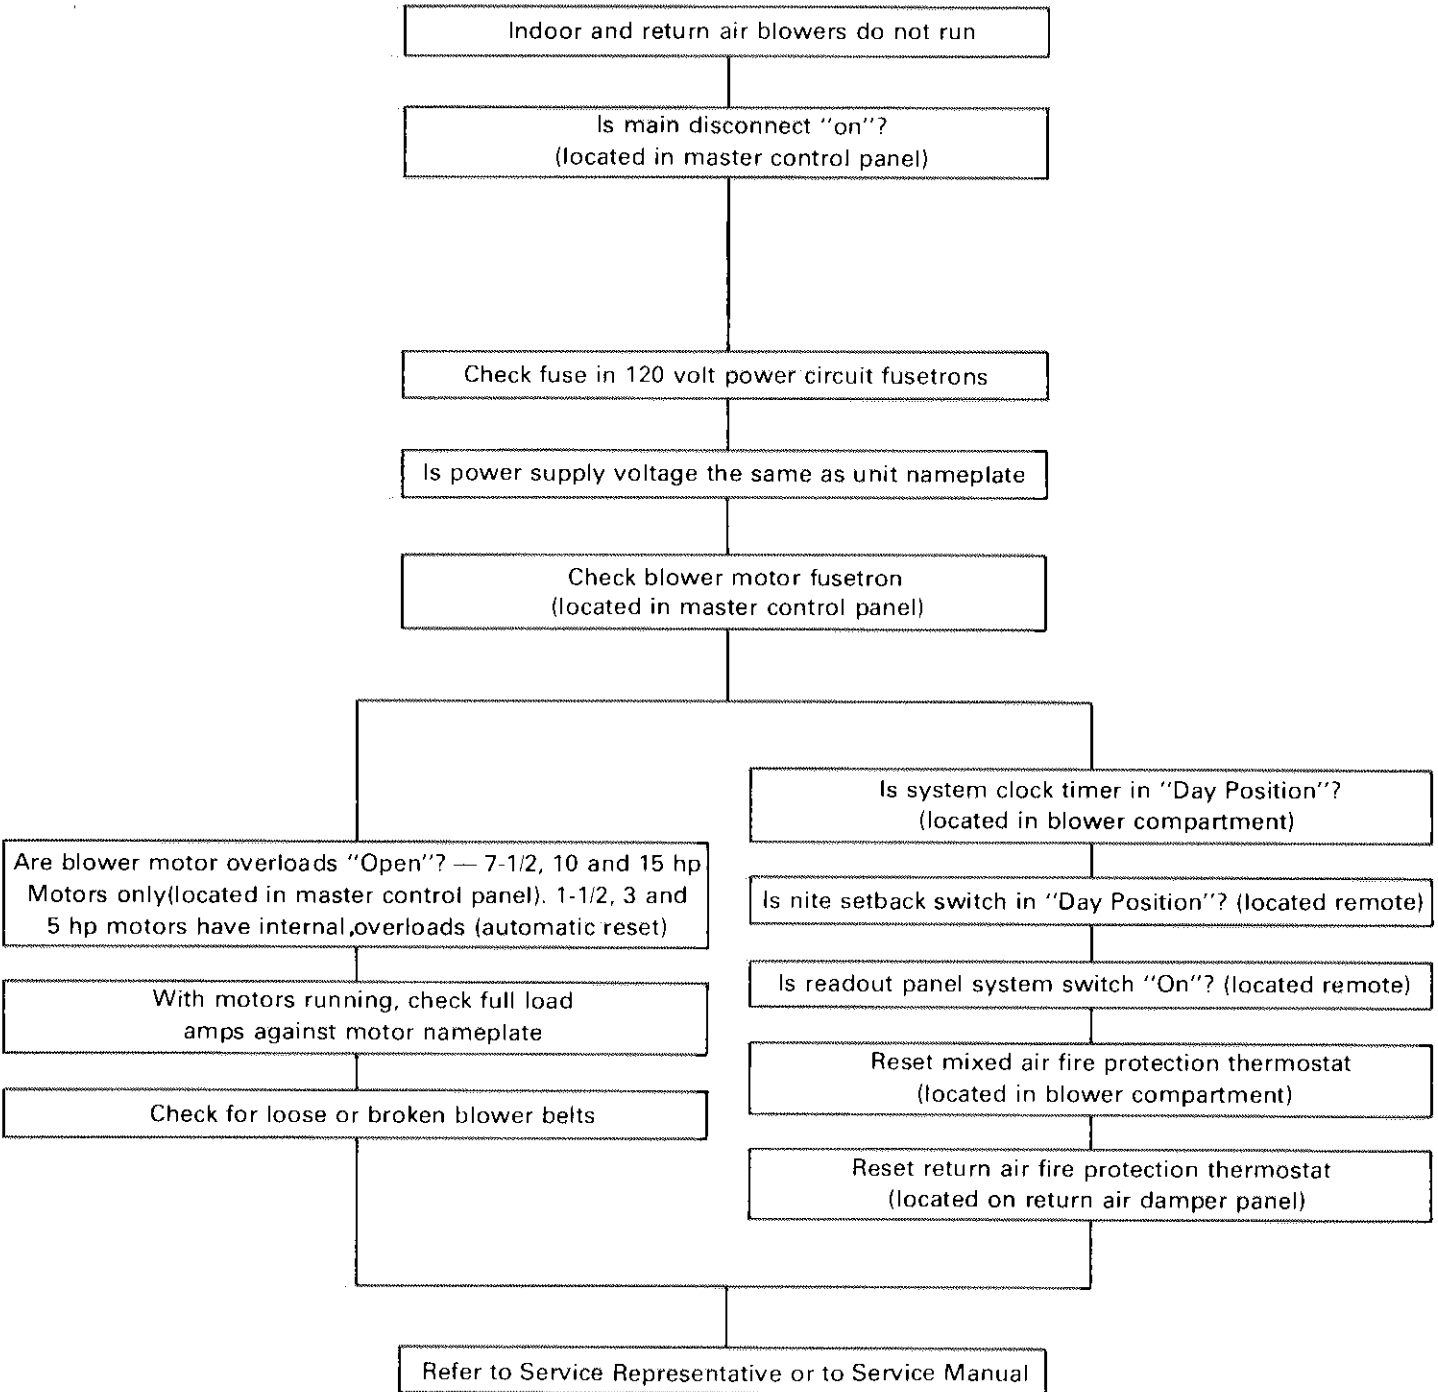 Indoor and return air blowers do not run
Is main disconnect "on"?
(located in master control panel)
Check fuse in 120 volt power circuit fusetrons
Is power supply voltage the same as unit nameplate
Check blower motor fusetron
(located in master control panel)
Are blower motor overloads "Open"? — 7-1/2, 10 and 15 hp
Motors only(located in master control panel). 1-1/2, 3 and
5 hp motors have internal overloads (automatic reset)
With motors running, check full load
amps against motor nameplate
Check for loose or broken blower belts
Is system clock timer in "Day Position"?
(located in blower compartment)
Is nite setback switch in "Day Position"? (located remote)
Is readout panel system switch "On"? (located remote)
Reset mixed air fire protection thermostat
(located in blower compartment)
Reset return air fire protection thermostat
(located on return air damper panel)
Refer to Service Representative or to Service Manual